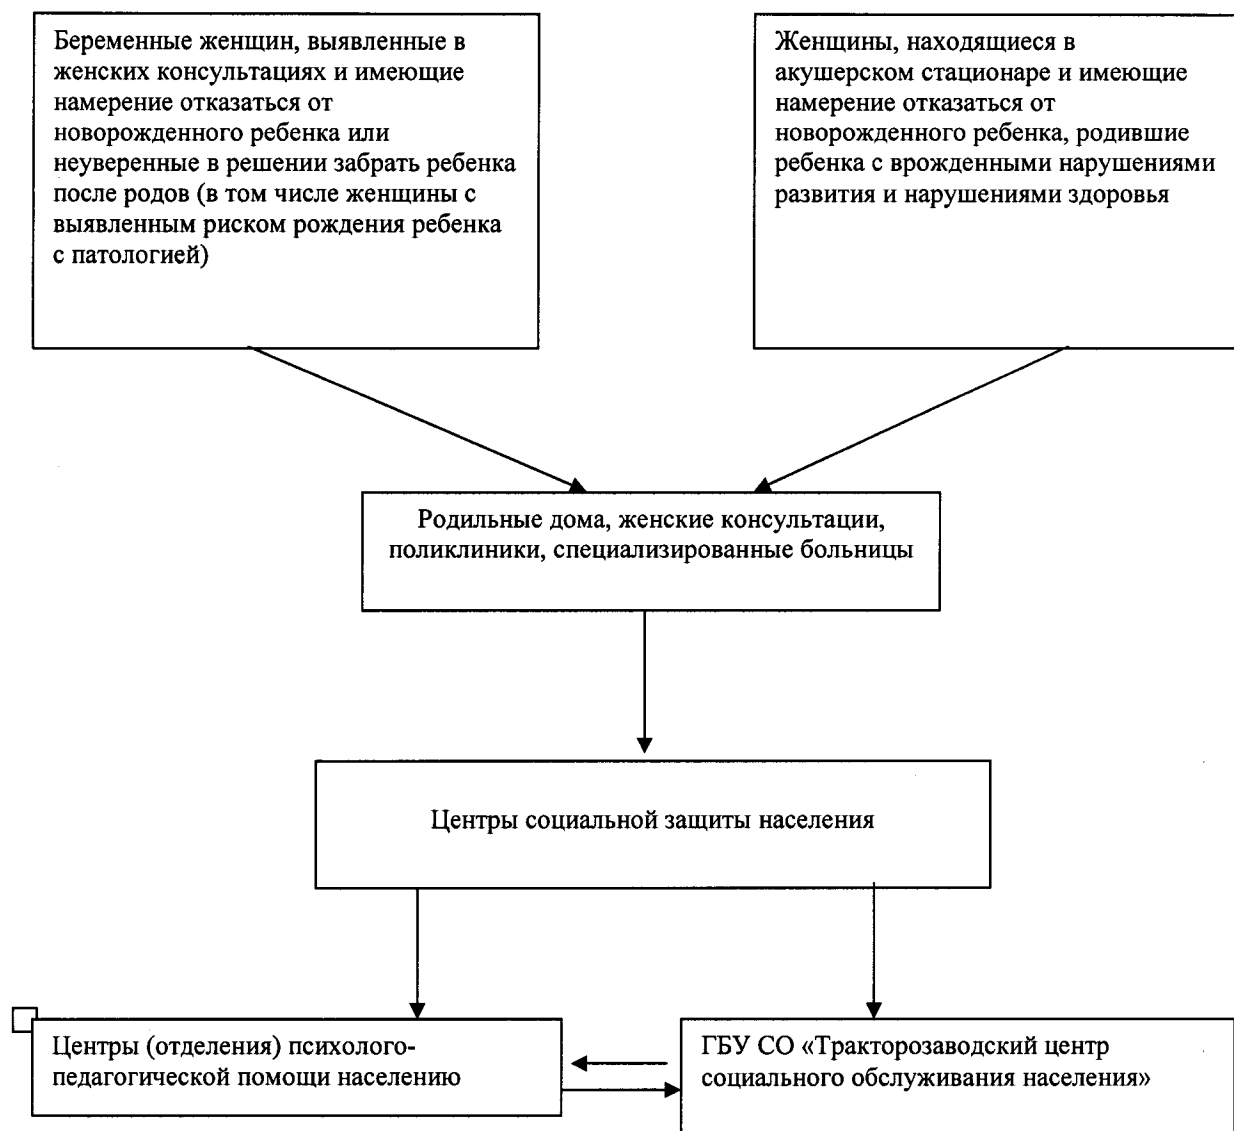 Беременные женщин, выявленные в
женских консультациях и имеющие
намерение отказаться от
новорожденного ребенка или
неуверенные в решении забрать ребенка
после родов (в том числе женщины с
выявленным риском рождения ребенка
с патологией)
Женщины, находящиеся в
акушерском стационаре и имеющие
намерение отказаться от
новорожденного ребенка, родившие
ребенка с врожденными нарушениями
развития и нарушениями здоровья
Родильные дома, женские консультации,
поликлиники, специализированные больницы
Центры социальной защиты населения
Центры (отделения) психолого-
педагогической помощи населению
ГБУ СО «Тракторозаводский центр
социального обслуживания населения»